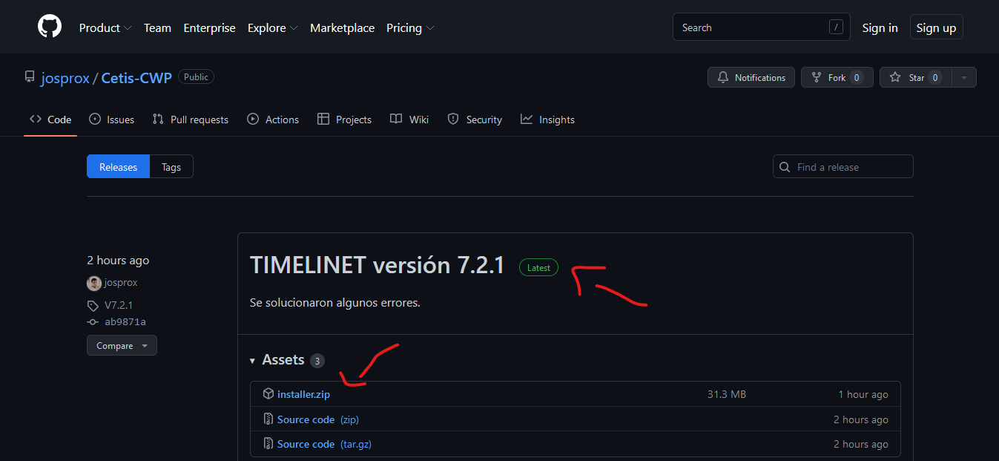 Product Team Enterprise Explore Marketplace Pricing Search / Sign in Sign up
josprox / Cetis-CWP Public Notifications Fork 0 Star 0
Code Issues Pull requests Actions Projects Wiki Security Insights
Releases Tags Find a release
2 hours ago
josprox
V7.2.1
ab9871a
Compare
TIMELINET versión 7.2.1 Latest
Se solucionaron algunos errores.
Assets 3
installer.zip 31.3 MB 1 hour ago
Source code (zip) 2 hours ago
Source code (tar.gz) 2 hours ago